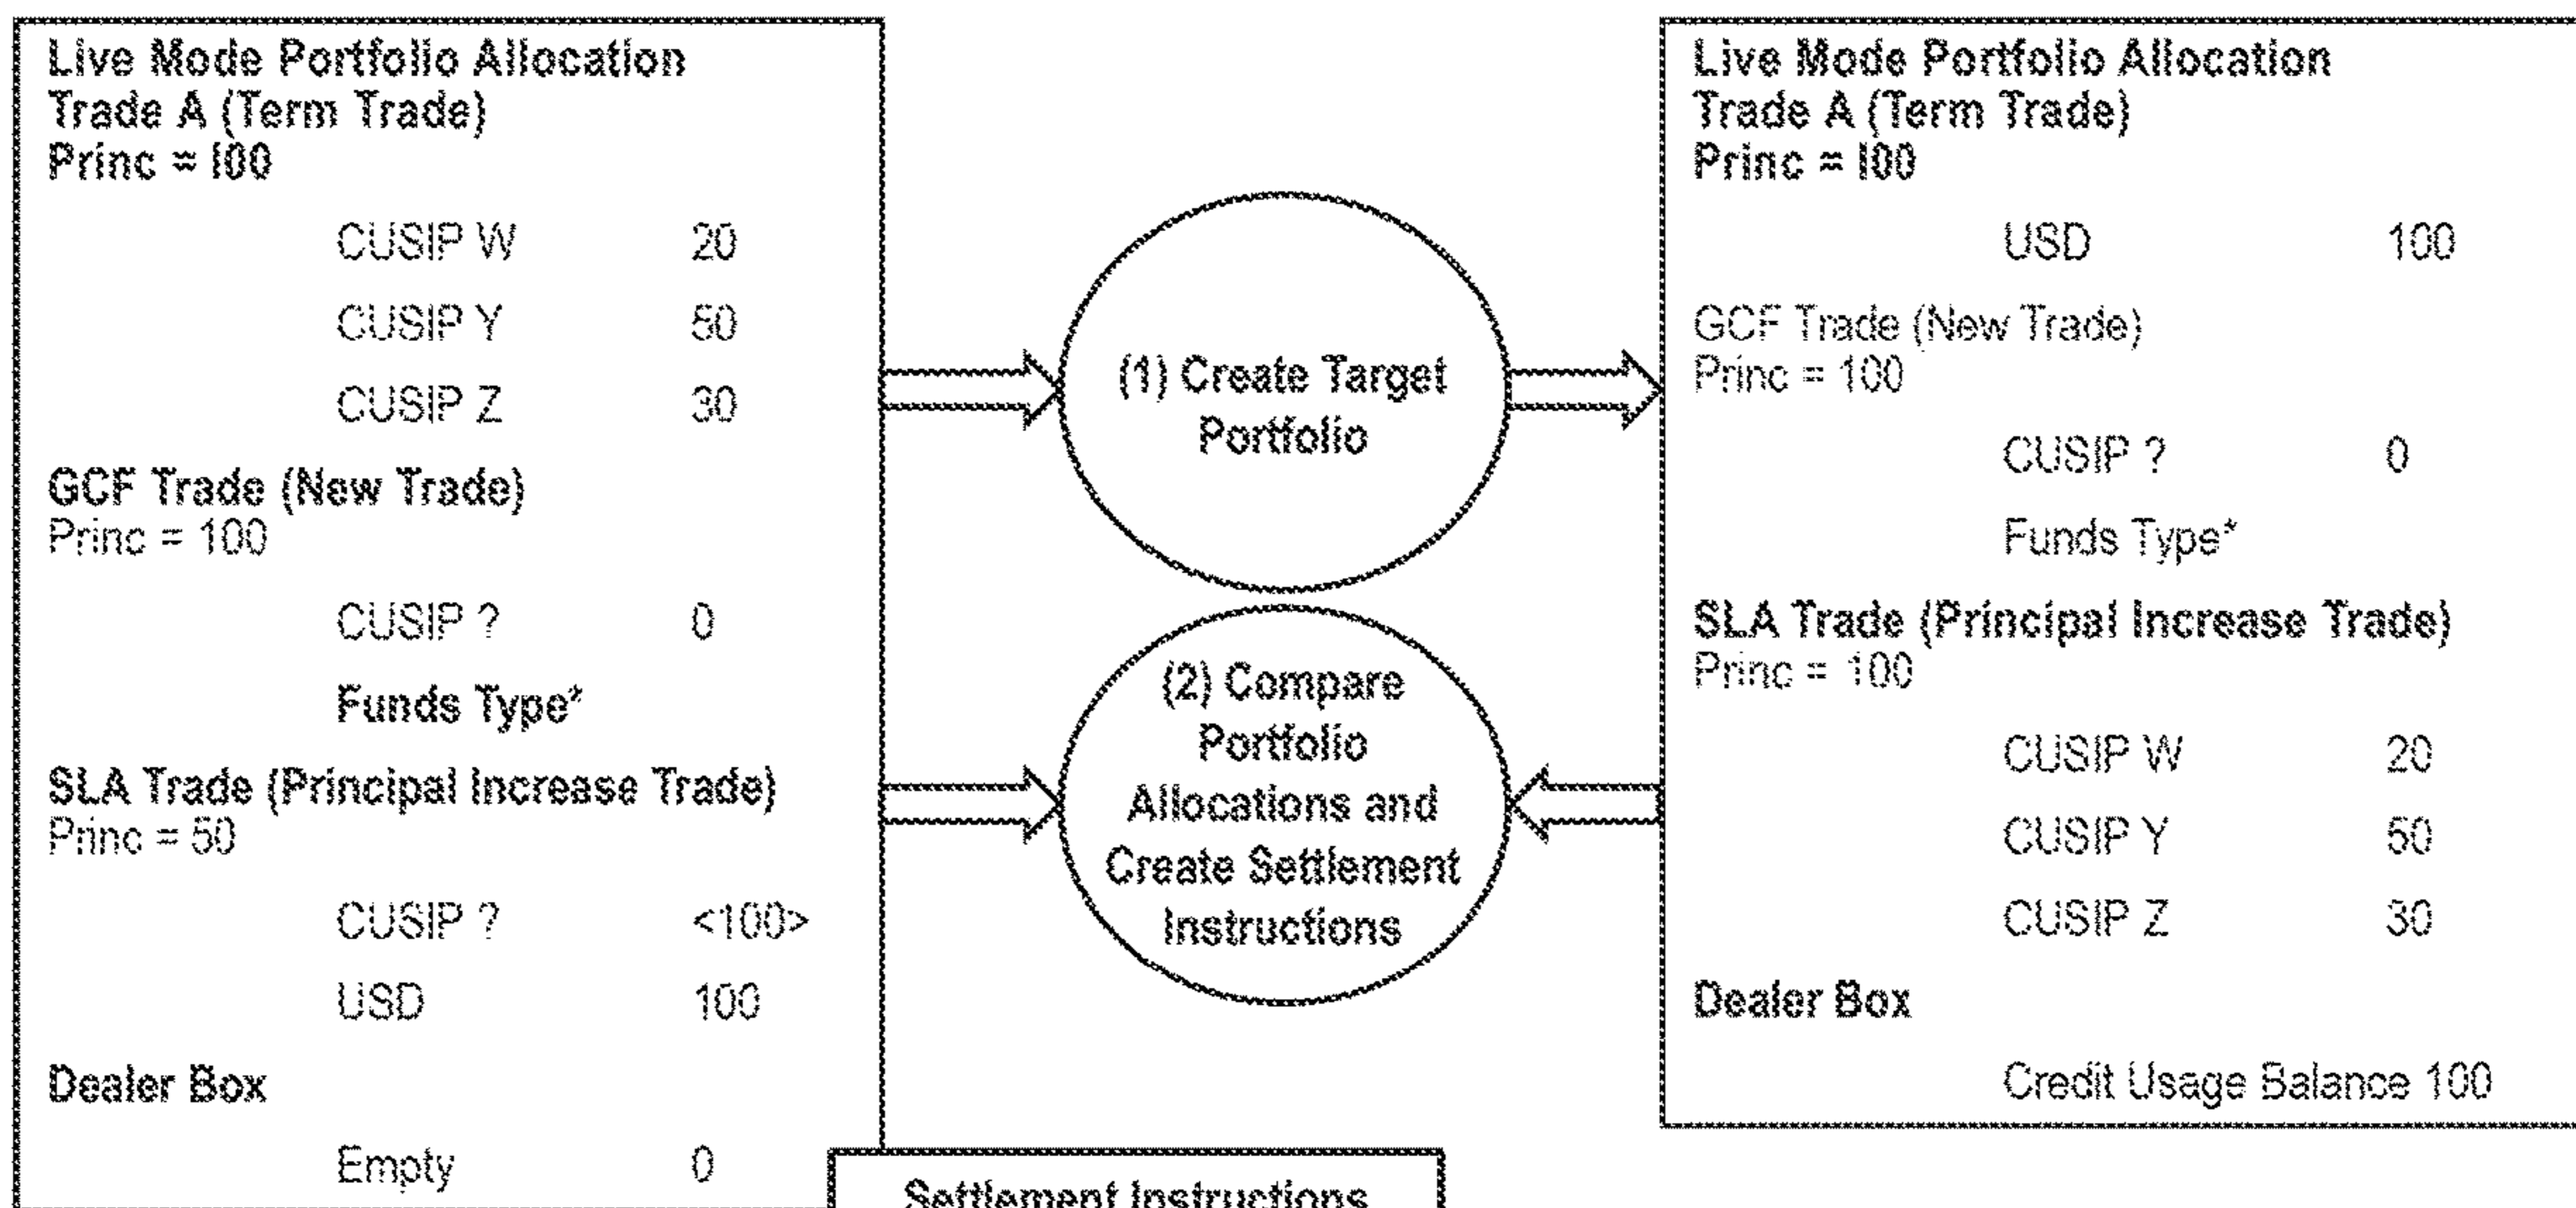 Live Mode Portfolio Allocation
Trade A (Term Trade)
Princ = I00
CUSIP W 20
CUSIP Y 50
CUSIP Z 30
GCF Trade (New Trade)
Princ = 100
CUSIP ? 0
Funds Type*
SLA Trade (Principal Increase Trade)
Princ = 50
CUSIP ? <100>
USD 100
Dealer Box
Empty 0
(1) Create Target
Portfolio
(2) Compare
Portfolio
Allocations and
Create Settlement
Instructions
Live Mode Portfolio Allocation
Trade A (Term Trade)
Princ = I00
USD 100
GCF Trade (New Trade)
Princ = 100
CUSIP ? 0
Funds Type*
SLA Trade (Principal Increase Trade)
Princ = 100
CUSIP W 20
CUSIP Y 50
CUSIP Z 30
Dealer Box
Credit Usage Balance 100
Settlement Instructions